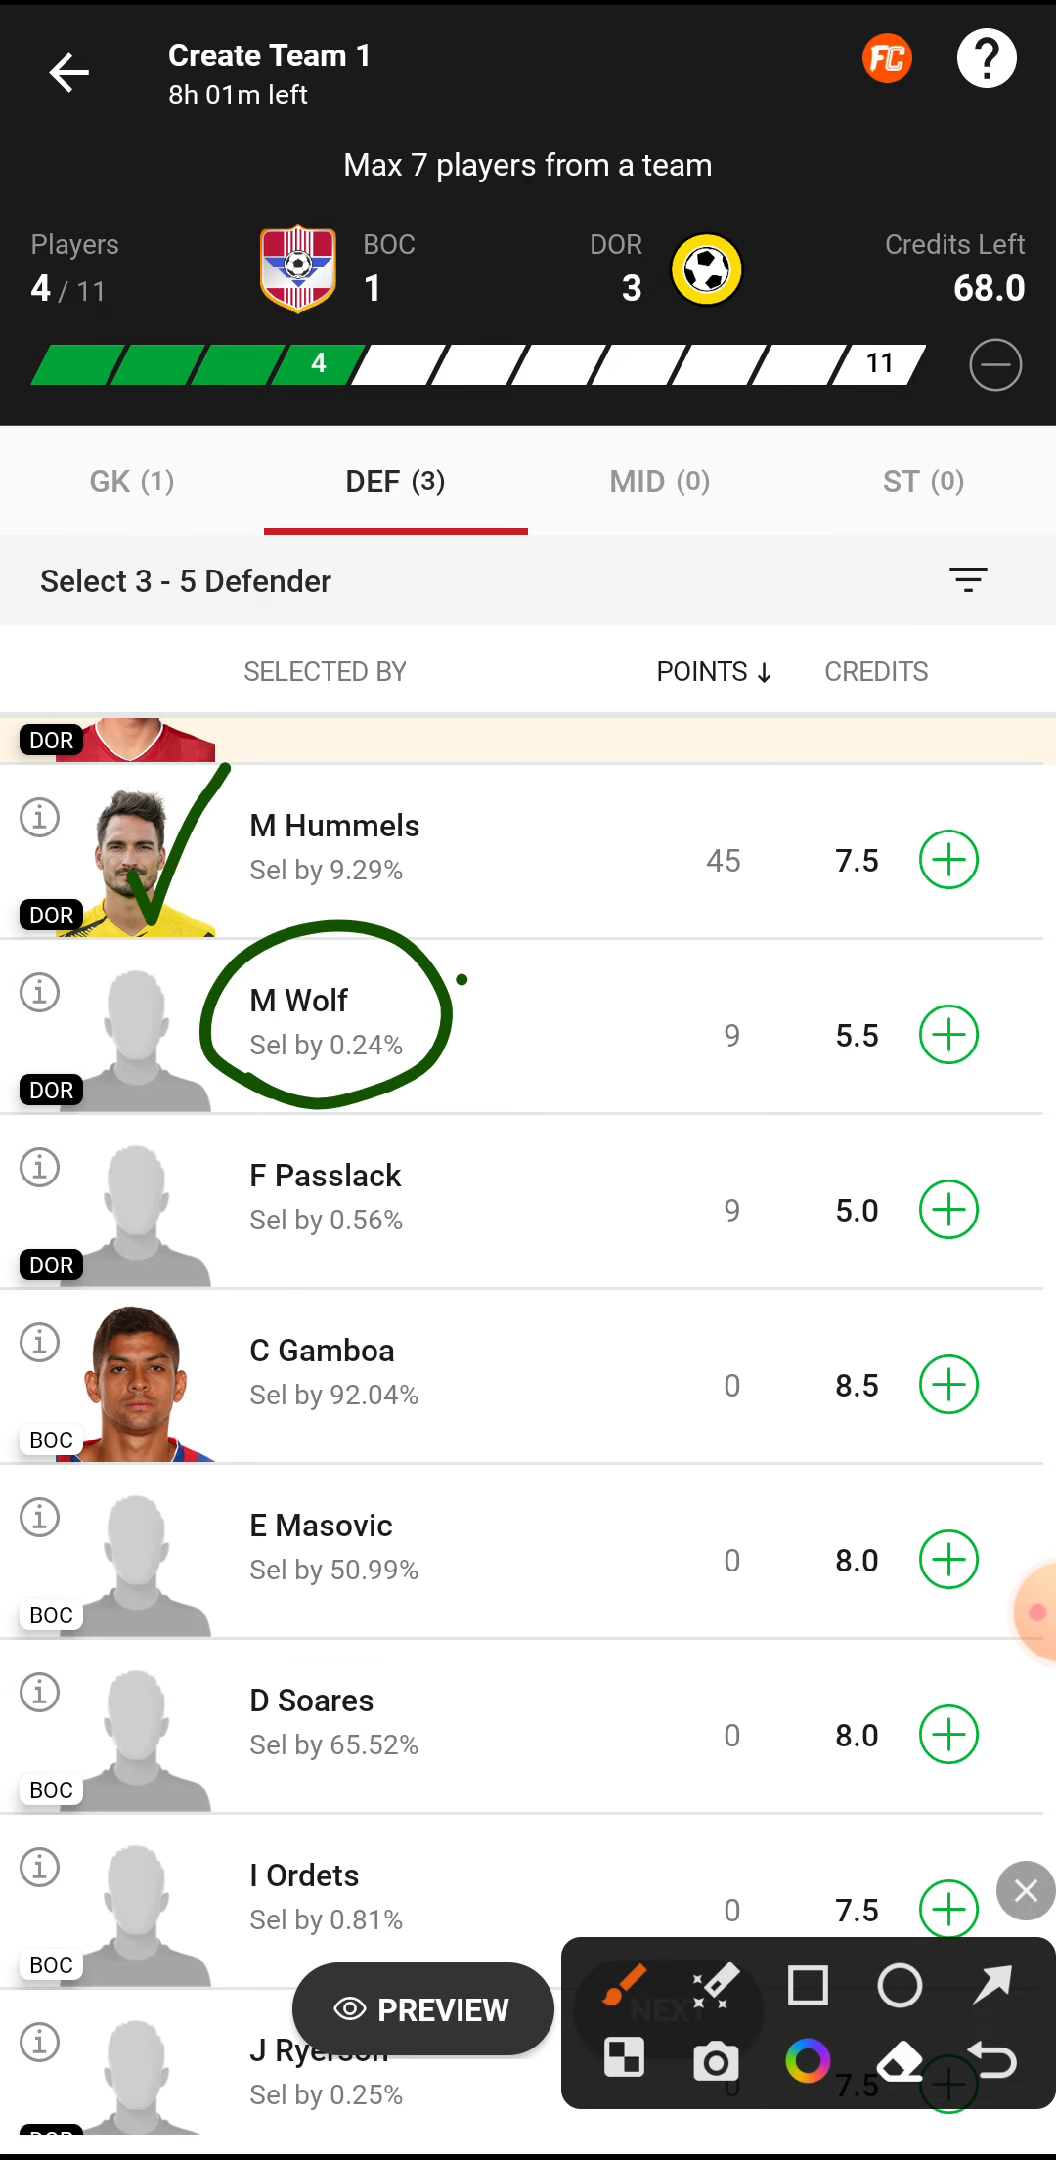 Create Team 1
8h 01m left
FC
?
Max 7 players from a team
Players
4 / 11
BOC
1
DOR
3
Credits Left
68.0
4
11
GK (1)
DEF (3)
MID (0)
ST (0)
Select 3 - 5 Defender
SELECTED BY
POINTS ↓
CREDITS
DOR
M Hummels
Sel by 9.29%
45
7.5
DOR
M Wolf
Sel by 0.24%
9
5.5
DOR
F Passlack
Sel by 0.56%
9
5.0
DOR
C Gamboa
Sel by 92.04%
0
8.5
BOC
E Masovic
Sel by 50.99%
0
8.0
BOC
D Soares
Sel by 65.52%
0
8.0
BOC
I Ordets
Sel by 0.81%
0
7.5
BOC
PREVIEW
NEXT
J Ryerson
Sel by 0.25%
0
7.5
DOR